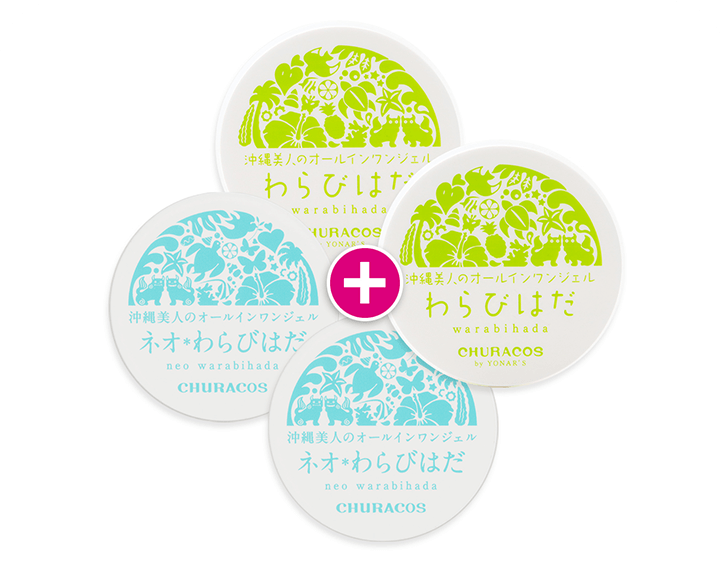 沖縄美人のオールインワンジェル
わらびはだ
warabihada
CHURACOS
by YONAR'S
沖縄美人のオールインワンジェル
わらびはだ
warabihada
CHURACOS
by YONAR'S
沖縄美人のオールインワンジェル
ネオ*わらびはだ
neo warabihada
CHURACOS
沖縄美人のオールインワンジェル
ネオ*わらびはだ
neo warabihada
CHURACOS